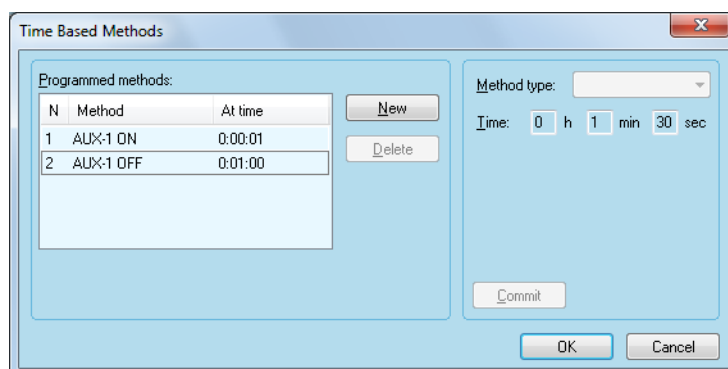 Time Based Methods
x
Programmed methods:
N Method At time
1 AUX-1 ON 0:00:01
2 AUX-1 OFF 0:01:00
New
Delete
Method type:
Time: 0 h 1 min 30 sec
Commit
OK Cancel